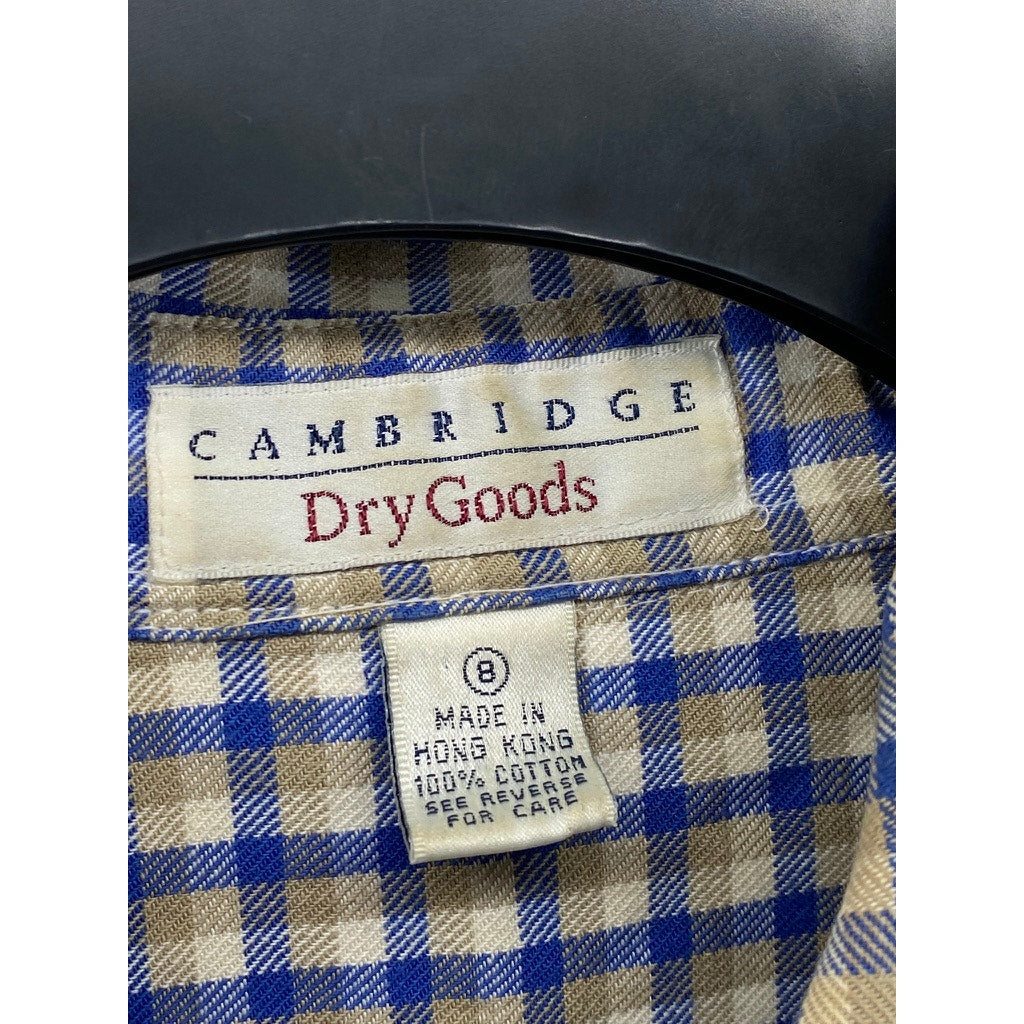 CAMBRIDGE
Dry Goods
8
MADE IN
HONG KONG
100% COTTON
SEE REVERSE
FOR CARE